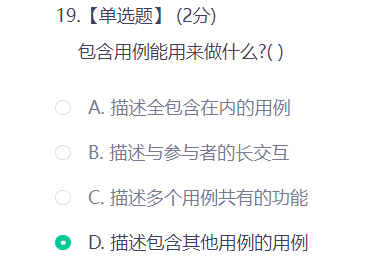 19.【单选题】 (2分)
包含用例能用来做什么?( )
A. 描述全包含在内的用例
B. 描述与参与者的长交互
C. 描述多个用例共有的功能
D. 描述包含其他用例的用例